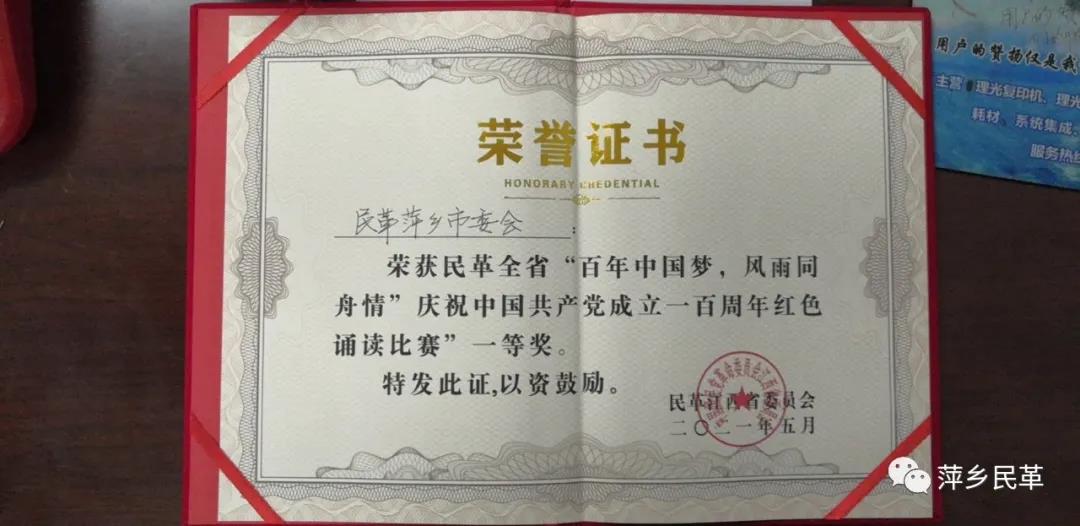 荣誉证书
HONORARY CREDENTIAL
民革萍乡市委会：
荣获民革全省“百年中国梦，风雨同
舟情”庆祝中国共产党成立一百周年红色
诵读比赛”一等奖。
特发此证,以资鼓励。
民革江西省委员会
二〇二一年五月
用户的赞扬仅是我
主营 理光复印机、理光
耗材、系统集成、
服务热线
萍乡民革